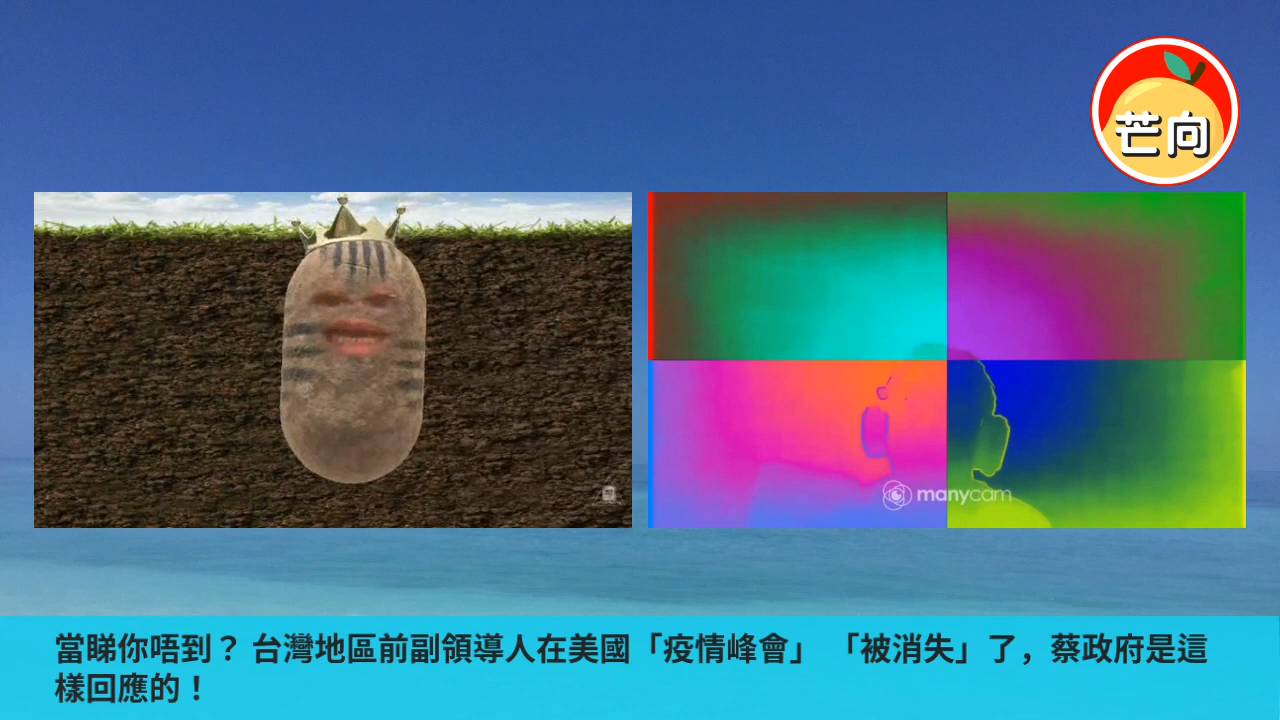 芒向
manycam
當睇你唔到？ 台灣地區前副領導人在美國「疫情峰會」 「被消失」了，蔡政府是這
樣回應的！